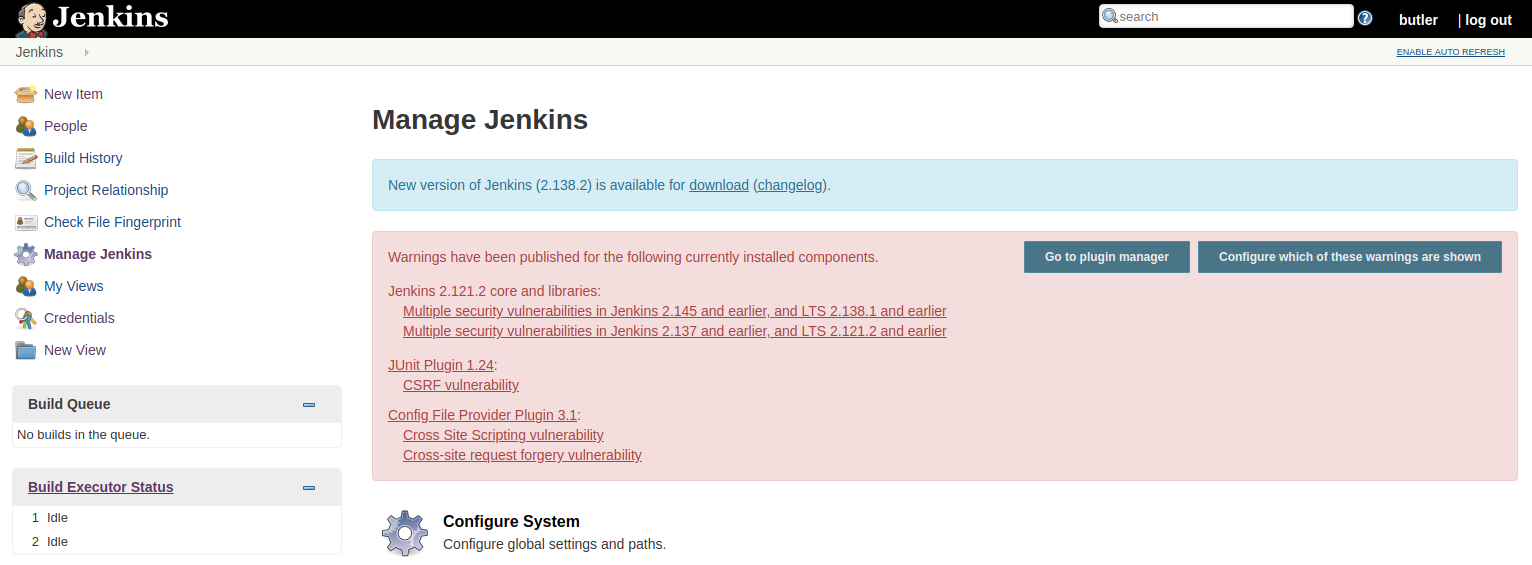 Jenkins
search
butler
| log out
Jenkins
ENABLE AUTO REFRESH
New Item
People
Build History
Project Relationship
Check File Fingerprint
Manage Jenkins
My Views
Credentials
New View
Build Queue
No builds in the queue.
Build Executor Status
1 Idle
2 Idle
Manage Jenkins
New version of Jenkins (2.138.2) is available for download (changelog).
Warnings have been published for the following currently installed components.
Go to plugin manager
Configure which of these warnings are shown
Jenkins 2.121.2 core and libraries:
Multiple security vulnerabilities in Jenkins 2.145 and earlier, and LTS 2.138.1 and earlier
Multiple security vulnerabilities in Jenkins 2.137 and earlier, and LTS 2.121.2 and earlier
JUnit Plugin 1.24:
CSRF vulnerability
Config File Provider Plugin 3.1:
Cross Site Scripting vulnerability
Cross-site request forgery vulnerability
Configure System
Configure global settings and paths.